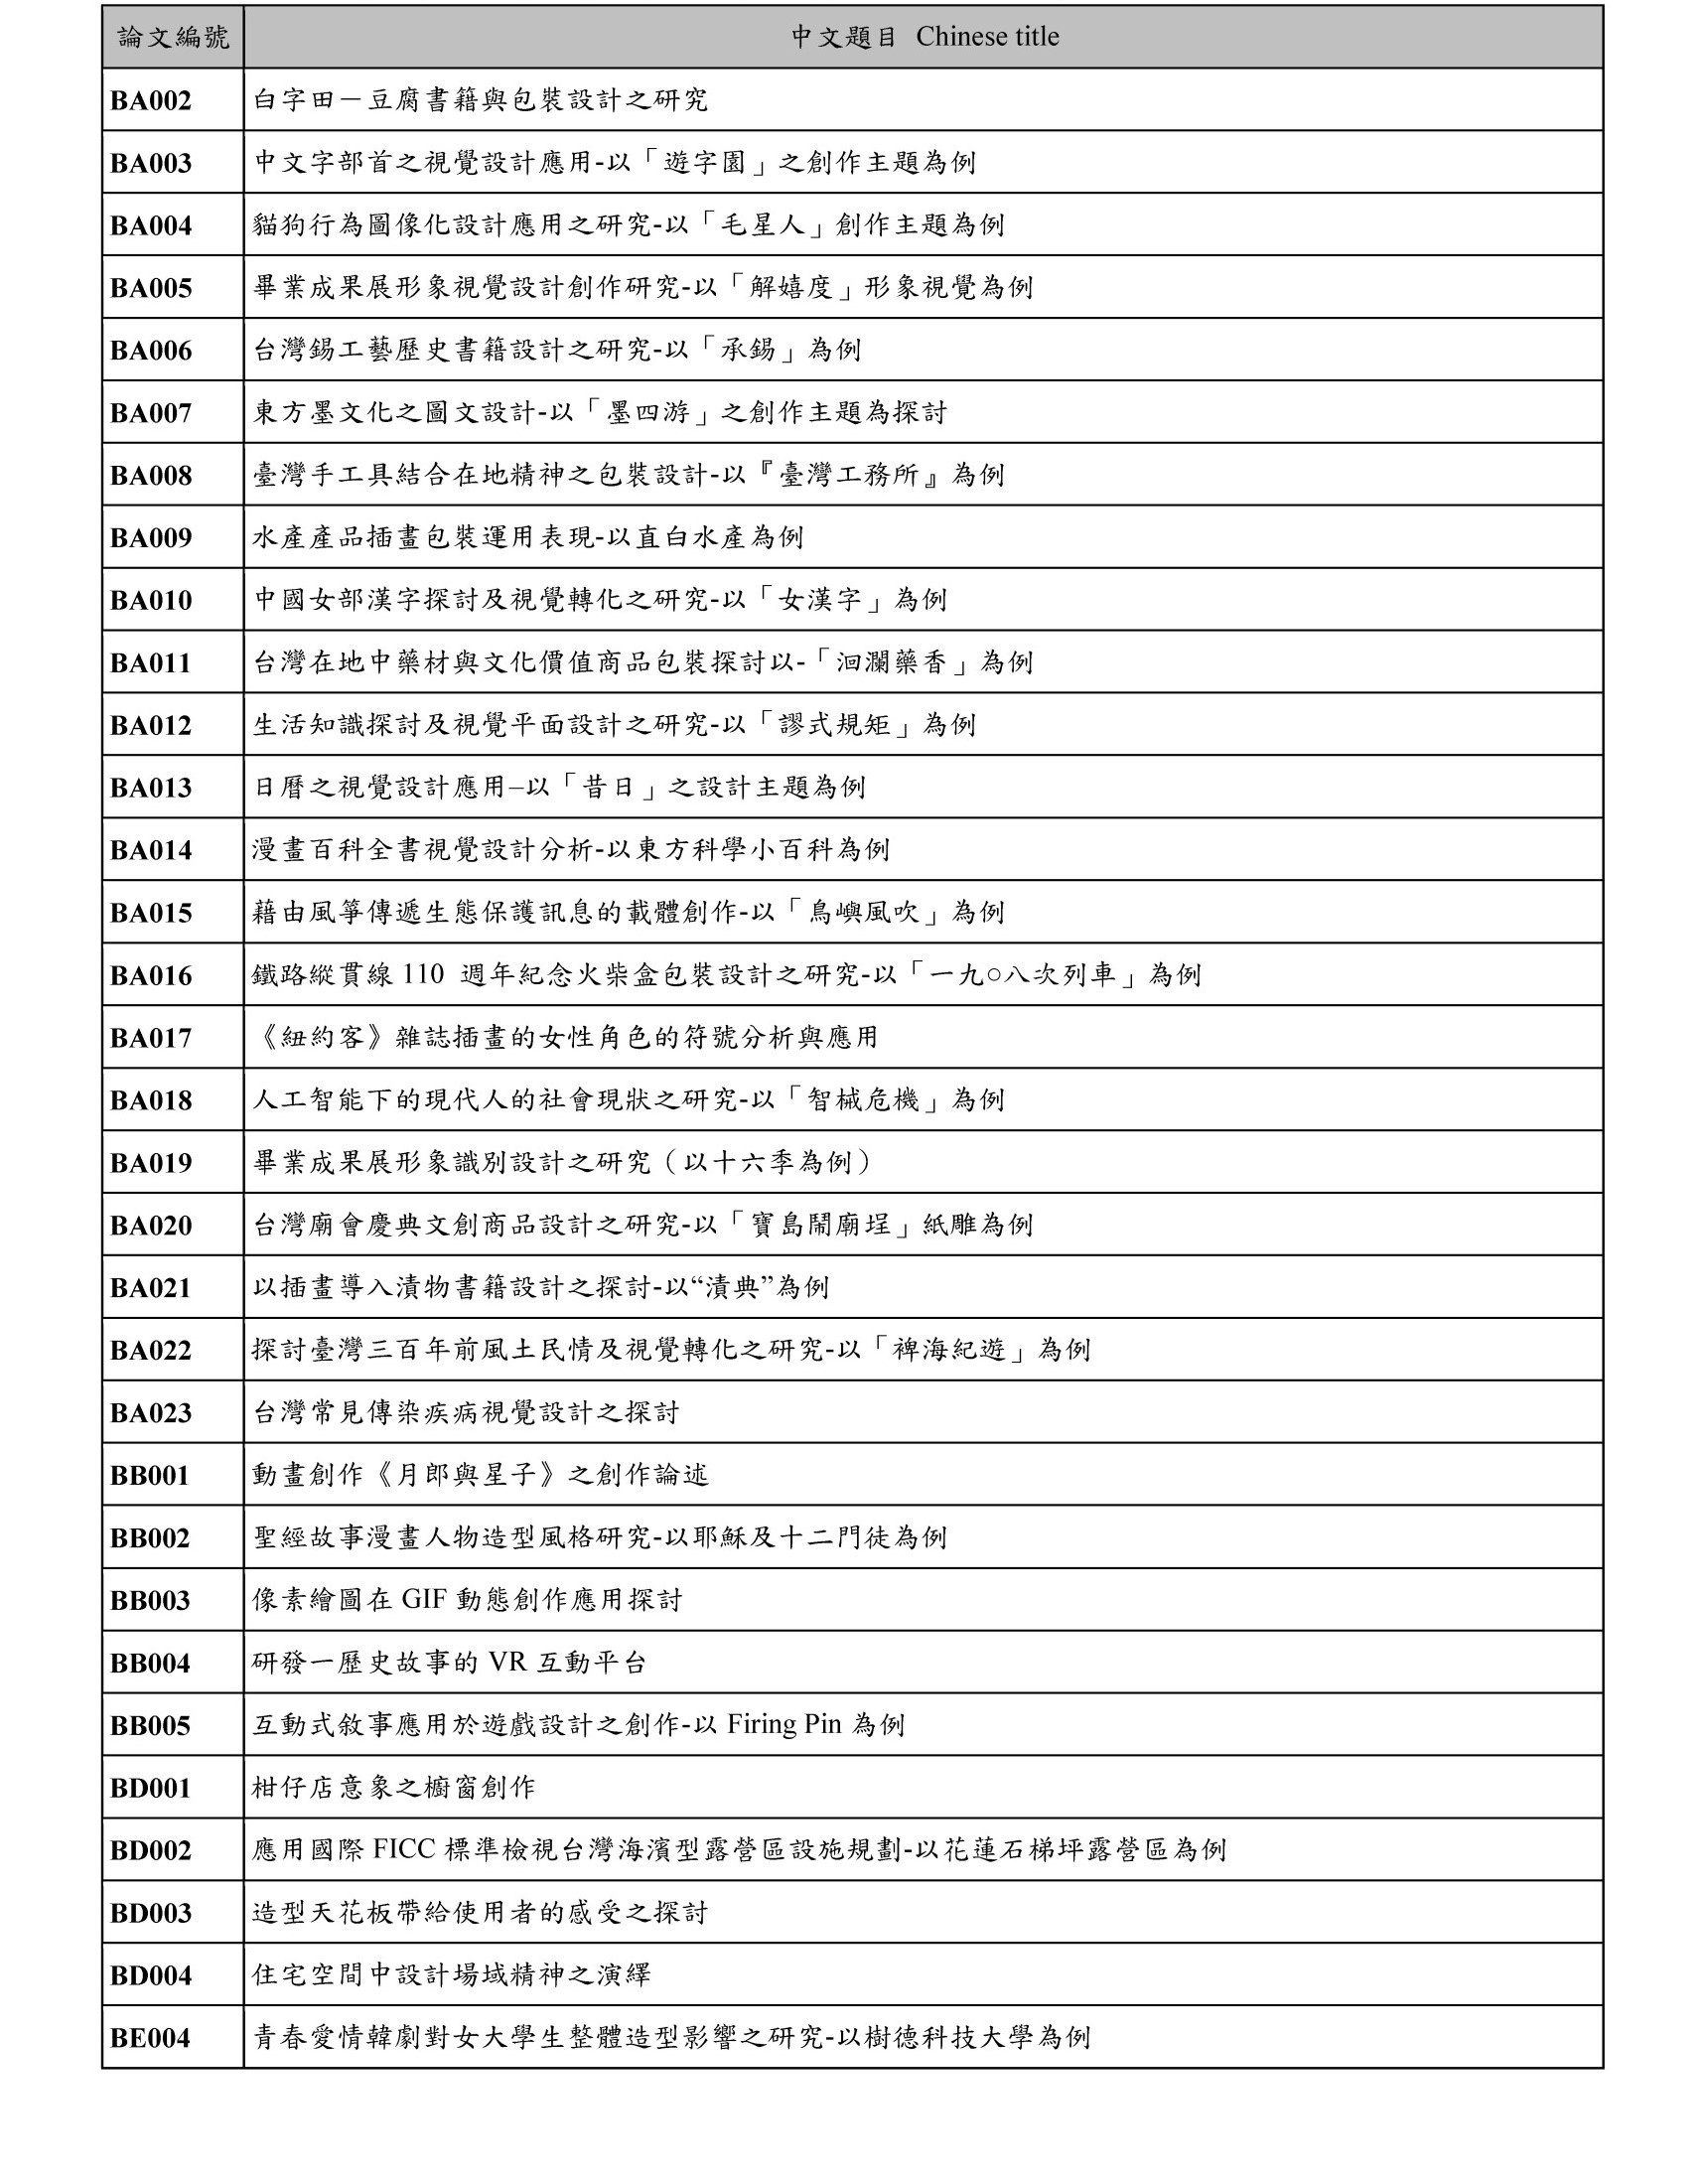 論文編號 中文題目 Chinese title
BA002 白字田－豆腐書籍與包裝設計之研究
BA003 中文字部首之視覺設計應用-以「遊字園」之創作主題為例
BA004 貓狗行為圖像化設計應用之研究-以「毛星人」創作主題為例
BA005 畢業成果展形象視覺設計創作研究-以「解嬉度」形象視覺為例
BA006 台灣錫工藝歷史書籍設計之研究-以「承錫」為例
BA007 東方墨文化之圖文設計-以「墨四游」之創作主題為探討
BA008 臺灣手工具結合在地精神之包裝設計-以『臺灣工務所』為例
BA009 水產產品插畫包裝運用表現-以直白水產為例
BA010 中國女部漢字探討及視覺轉化之研究-以「女漢字」為例
BA011 台灣在地中藥材與文化價值商品包裝探討以-「洄瀾藥香」為例
BA012 生活知識探討及視覺平面設計之研究-以「謬式規矩」為例
BA013 日曆之視覺設計應用–以「昔日」之設計主題為例
BA014 漫畫百科全書視覺設計分析-以東方科學小百科為例
BA015 藉由風箏傳遞生態保護訊息的載體創作-以「鳥嶼風吹」為例
BA016 鐵路縱貫線 110 週年紀念火柴盒包裝設計之研究-以「一九○八次列車」為例
BA017 《紐約客》雜誌插畫的女性角色的符號分析與應用
BA018 人工智能下的現代人的社會現狀之研究-以「智械危機」為例
BA019 畢業成果展形象識別設計之研究（以十六季為例）
BA020 台灣廟會慶典文創商品設計之研究-以「寶島鬧廟埕」紙雕為例
BA021 以插畫導入漬物書籍設計之探討-以“漬典”為例
BA022 探討臺灣三百年前風土民情及視覺轉化之研究-以「裨海紀遊」為例
BA023 台灣常見傳染疾病視覺設計之探討
BB001 動畫創作《月郎與星子》之創作論述
BB002 聖經故事漫畫人物造型風格研究-以耶穌及十二門徒為例
BB003 像素繪圖在 GIF 動態創作應用探討
BB004 研發一歷史故事的 VR 互動平台
BB005 互動式敘事應用於遊戲設計之創作-以 Firing Pin 為例
BD001 柑仔店意象之櫥窗創作
BD002 應用國際 FICC 標準檢視台灣海濱型露營區設施規劃-以花蓮石梯坪露營區為例
BD003 造型天花板帶給使用者的感受之探討
BD004 住宅空間中設計場域精神之演繹
BE004 青春愛情韓劇對女大學生整體造型影響之研究-以樹德科技大學為例